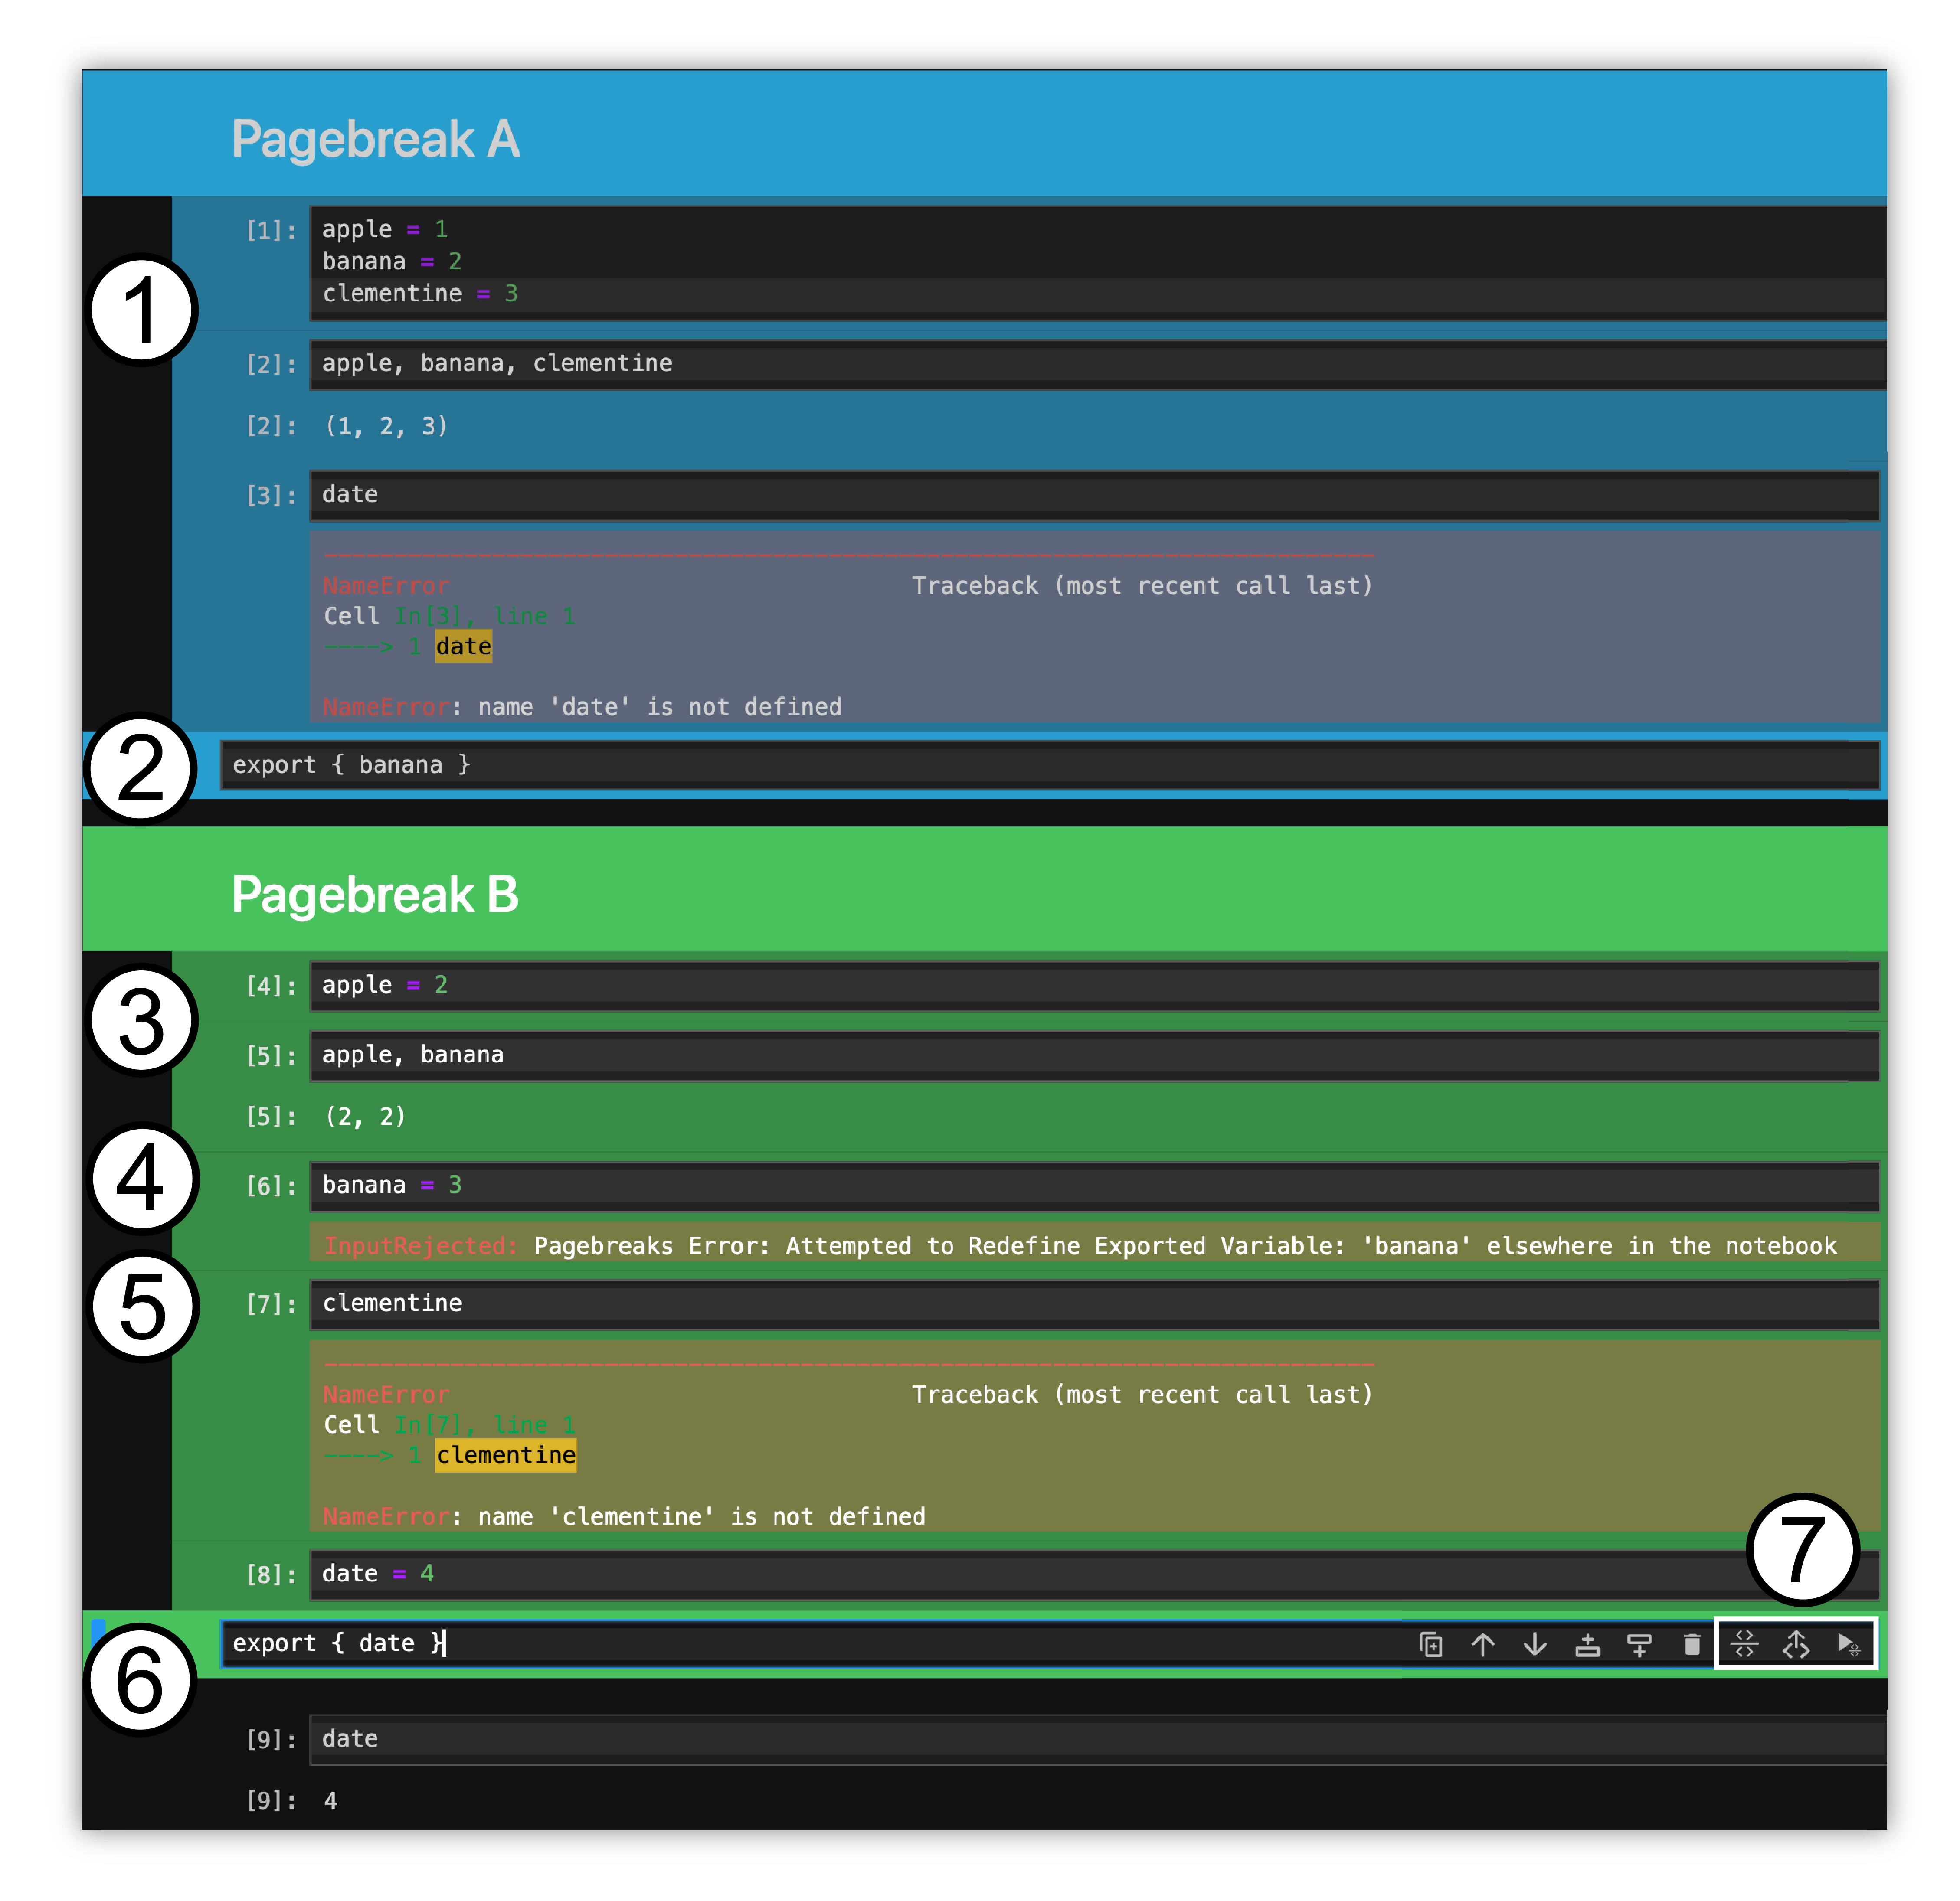 Pagebreak A
[1]: apple = 1
banana = 2
clementine = 3
1
[2]: apple, banana, clementine
[2]: (1, 2, 3)
[3]: date
---------------------------------------------------------------------------
NameError                                 Traceback (most recent call last)
Cell In[3], line 1
----> 1 date
NameError: name 'date' is not defined
2
export { banana }
Pagebreak B
[4]: apple = 2
3
[5]: apple, banana
[5]: (2, 2)
4
[6]: banana = 3
InputRejected: Pagebreaks Error: Attempted to Redefine Exported Variable: 'banana' elsewhere in the notebook
5
[7]: clementine
---------------------------------------------------------------------------
NameError                                 Traceback (most recent call last)
Cell In[7], line 1
----> 1 clementine
NameError: name 'clementine' is not defined
7
[8]: date = 4
6
export { date }
[9]: date
[9]: 4